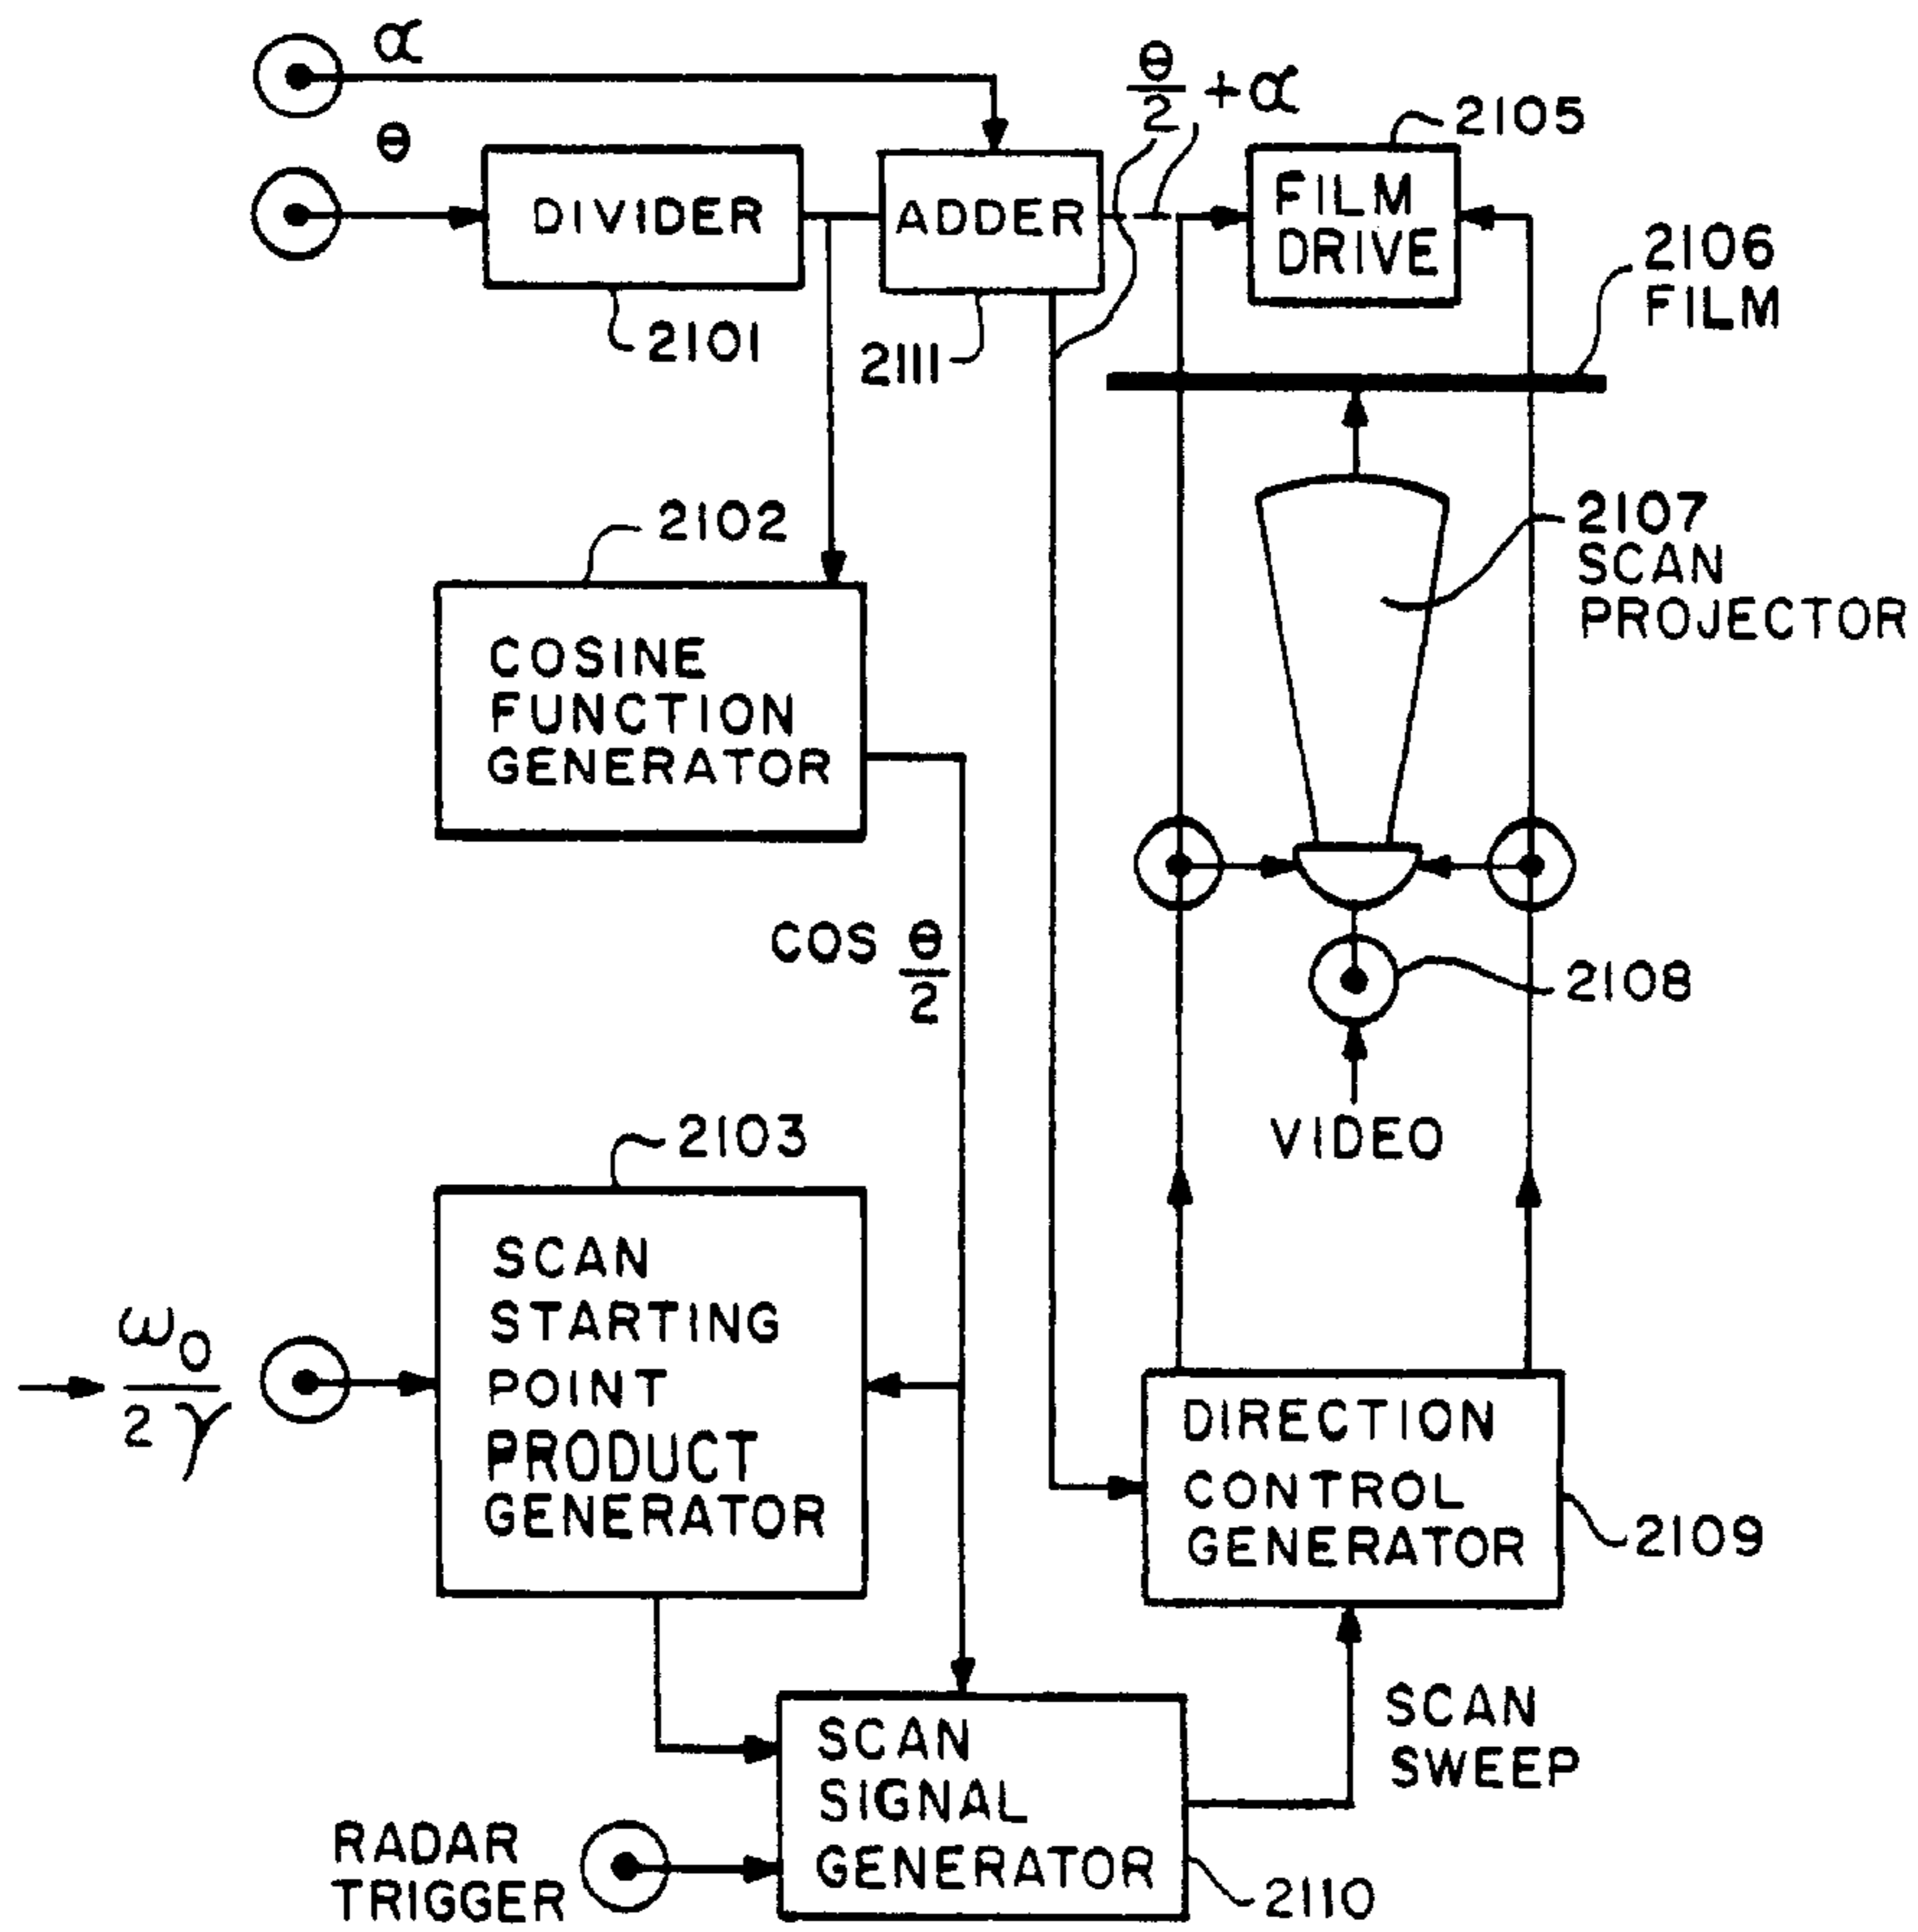 α
θ
θ/2 + α
2105
DIVIDER
ADDER
FILM
DRIVE
2106
FILM
2101
2111
2102
2107
SCAN
PROJECTOR
COSINE
FUNCTION
GENERATOR
COS θ/2
2108
VIDEO
2103
SCAN
STARTING
POINT
PRODUCT
GENERATOR
ω0/2γ
DIRECTION
CONTROL
GENERATOR
2109
SCAN
SWEEP
SCAN
SIGNAL
GENERATOR
RADAR
TRIGGER
2110